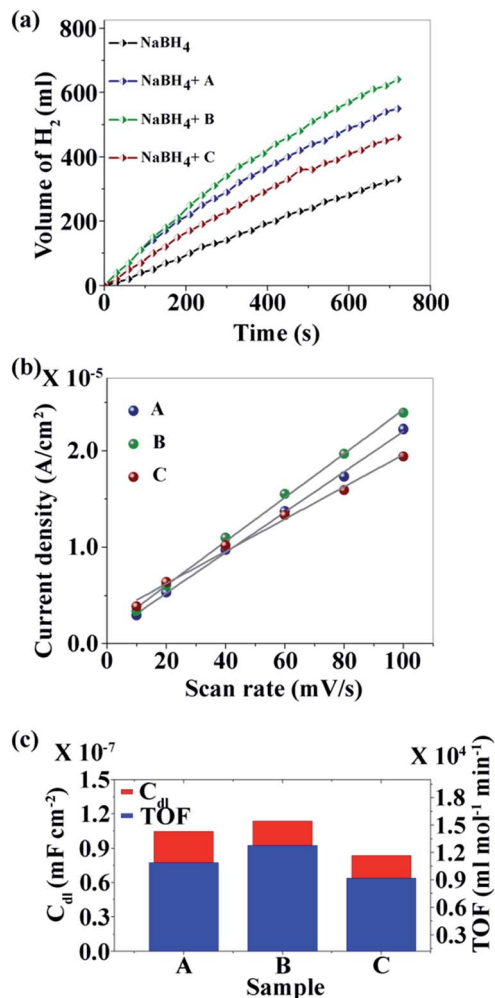 (a)
800
600
400
200
0
Volume of H2 (ml)
NaBH4
NaBH4+ A
NaBH4+ B
NaBH4+ C
0 200 400 600 800
Time (s)
(b)
X 10-5
2.0
1.0
0.0
Current density (A/cm2)
A
B
C
0 20 40 60 80 100
Scan rate (mV/s)
(c)
X 10-7
X 104
1.5
1.2
0.9
0.6
0.3
0.0
Cdl (mF cm-2)
Cdl
TOF
1.8
1.5
1.2
0.9
0.6
0.3
TOF (ml mol-1 min-1)
A B C
Sample